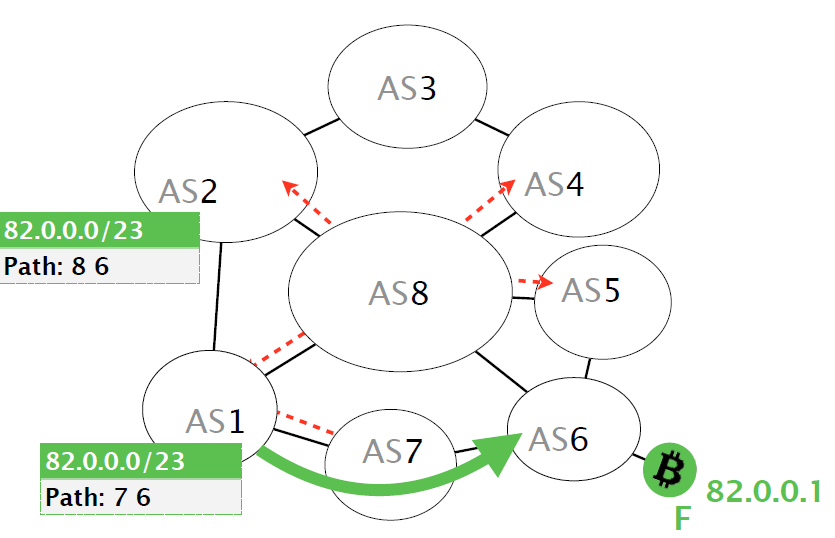 AS3
AS2
AS4
82.0.0.0/23
Path: 8 6
AS8
AS5
AS1
AS7
AS6
82.0.0.0/23
Path: 7 6
₿
82.0.0.1
F